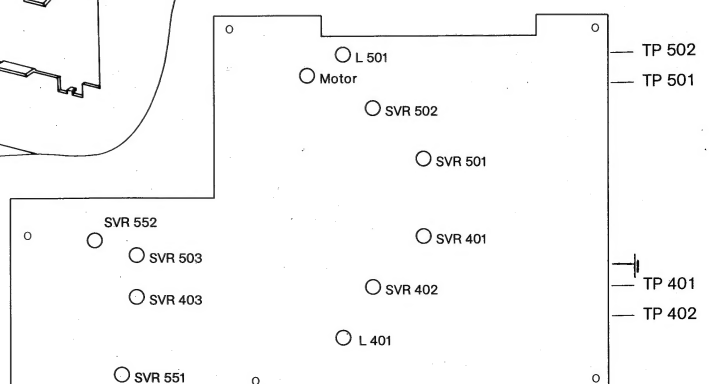 TP 502
L 501
Motor
TP 501
SVR 502
SVR 501
SVR 552
SVR 401
SVR 503
TP 401
SVR 402
SVR 403
TP 402
L 401
SVR 551